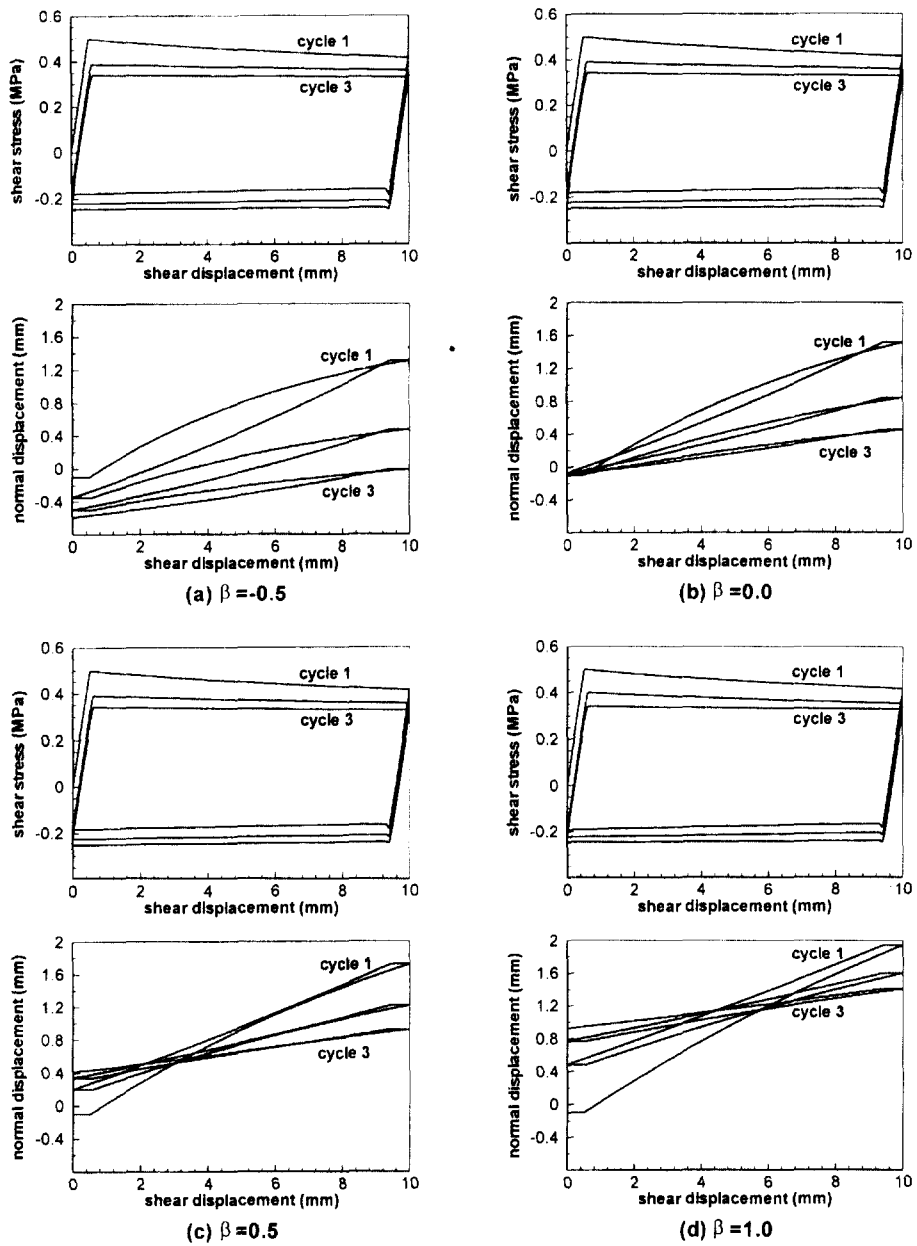 0.6
0.4
0.2
0
-0.2
shear stress (MPa)
cycle 1
cycle 3
0 2 4 6 8 10
shear displacement (mm)
0.6
0.4
0.2
0
-0.2
shear stress (MPa)
cycle 1
cycle 3
0 2 4 6 8 10
shear displacement (mm)
2
1.6
1.2
0.8
0.4
0
-0.4
normal displacement (mm)
cycle 1
cycle 3
0 2 4 6 8 10
shear displacement (mm)
(a) β=-0.5
2
1.6
1.2
0.8
0.4
0
-0.4
normal displacement (mm)
cycle 1
cycle 3
0 2 4 6 8 10
shear displacement (mm)
(b) β=0.0
0.6
0.4
0.2
0
-0.2
shear stress (MPa)
cycle 1
cycle 3
0 2 4 6 8 10
shear displacement (mm)
0.6
0.4
0.2
0
-0.2
shear stress (MPa)
cycle 1
cycle 3
0 2 4 6 8 10
shear displacement (mm)
2
1.6
1.2
0.8
0.4
0
-0.4
normal displacement (mm)
cycle 1
cycle 3
0 2 4 6 8 10
shear displacement (mm)
(c) β=0.5
2
1.6
1.2
0.8
0.4
0
-0.4
normal displacement (mm)
cycle 1
cycle 3
0 2 4 6 8 10
shear displacement (mm)
(d) β=1.0